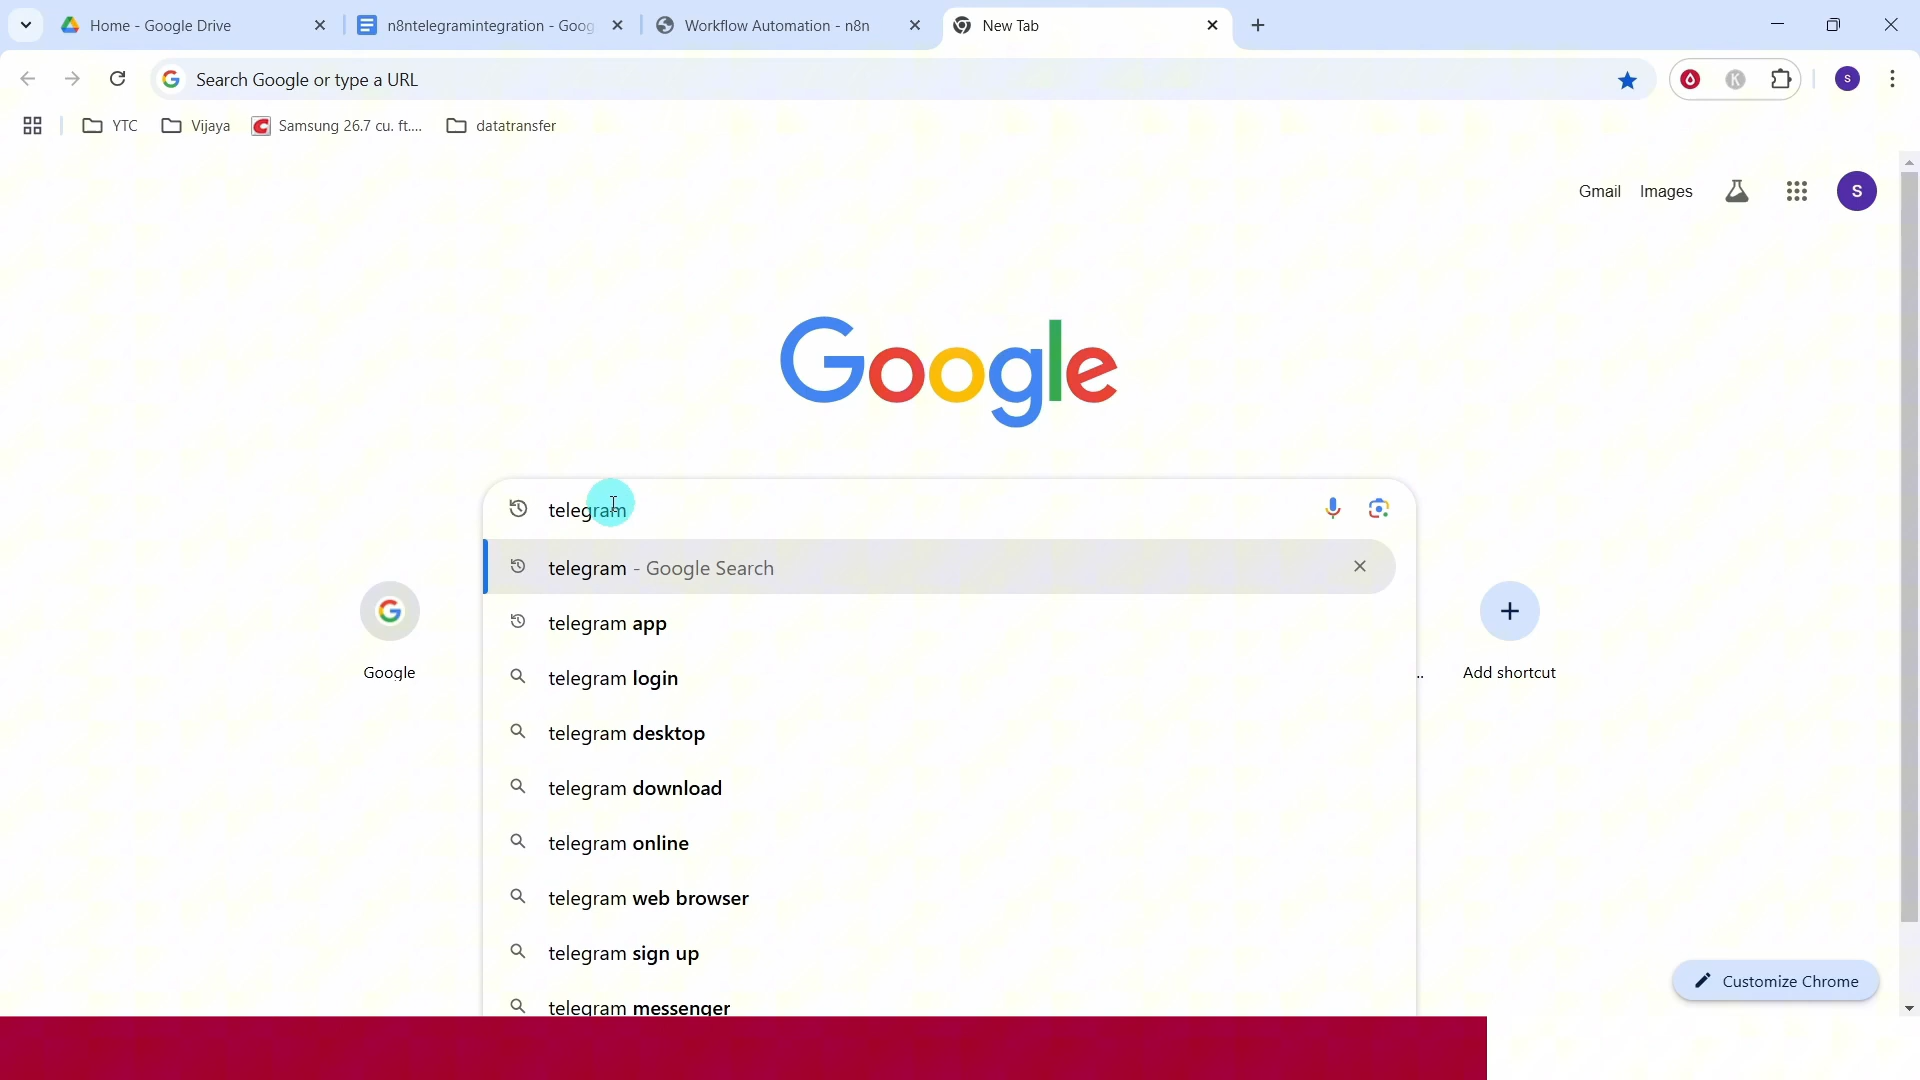 Home - Google Drive
n8ntelegramintegration - Goog
Workflow Automation - n8n
New Tab
Search Google or type a URL
K
S
YTC
Vijaya
Samsung 26.7 cu. ft....
datatransfer
Gmail
Images
S
Google
telegram
telegram - Google Search
telegram app
telegram login
telegram desktop
telegram download
telegram online
telegram web browser
telegram sign up
telegram messenger
Google
..
Add shortcut
Customize Chrome